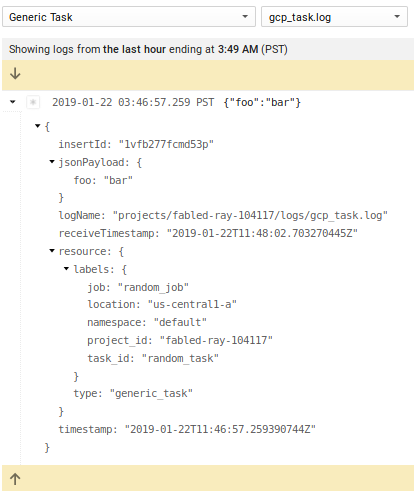 Generic Task gcp_task.log
Showing logs from the last hour ending at 3:49 AM (PST)
2019-01-22 03:46:57.259 PST {"foo":"bar"}
{
insertId: "1vfb277fcmd53p"
jsonPayload: {
foo: "bar"
}
logName: "projects/fabled-ray-104117/logs/gcp_task.log"
receiveTimestamp: "2019-01-22T11:48:02.703270445Z"
resource: {
labels: {
job: "random_job"
location: "us-central1-a"
namespace: "default"
project_id: "fabled-ray-104117"
task_id: "random_task"
}
type: "generic_task"
}
timestamp: "2019-01-22T11:46:57.259390744Z"
}